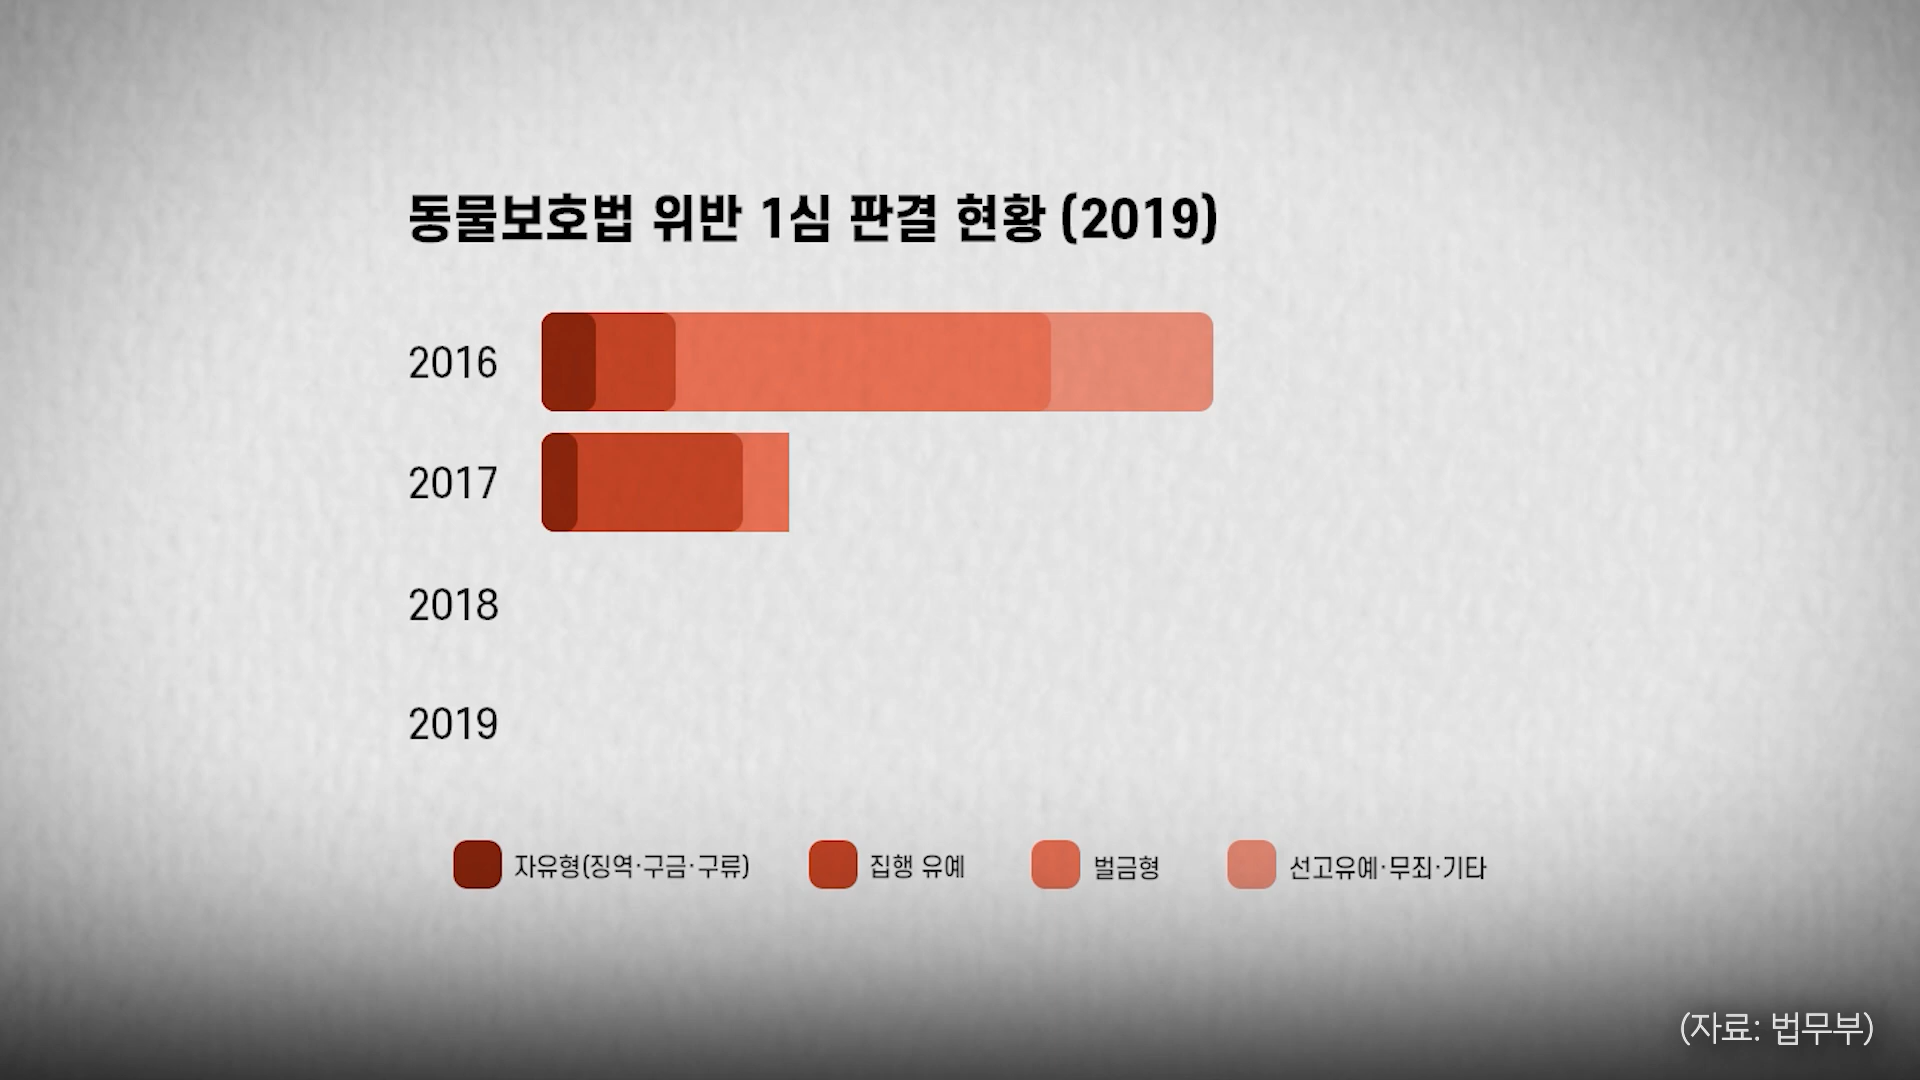 동물보호법 위반 1심 판결 현황 (2019)
2016
2017
2018
2019
자유형(징역·구금·구류)
집행 유예
벌금형
선고유예·무죄·기타
(자료: 법무부)